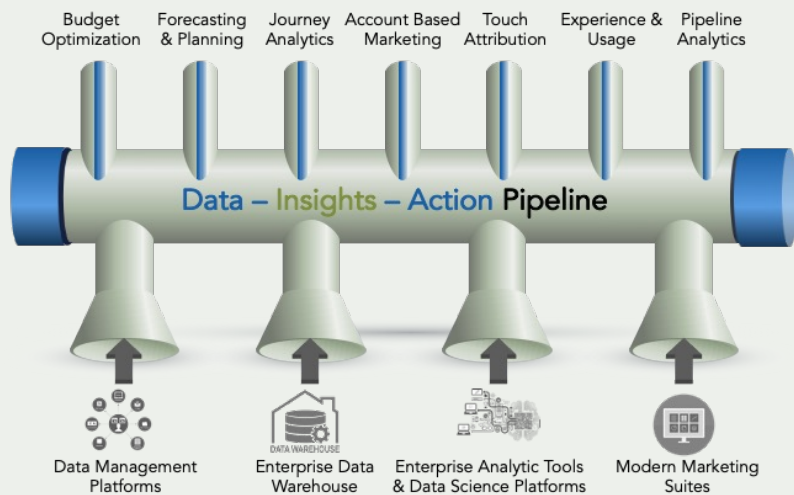 Budget
Optimization
Forecasting
& Planning
Journey
Analytics
Account Based
Marketing
Touch
Attribution
Experience &
Usage
Pipeline
Analytics
Data – Insights – Action Pipeline
DATA WAREHOUSE
Data Management
Platforms
Enterprise Data
Warehouse
Enterprise Analytic Tools
& Data Science Platforms
Modern Marketing
Suites